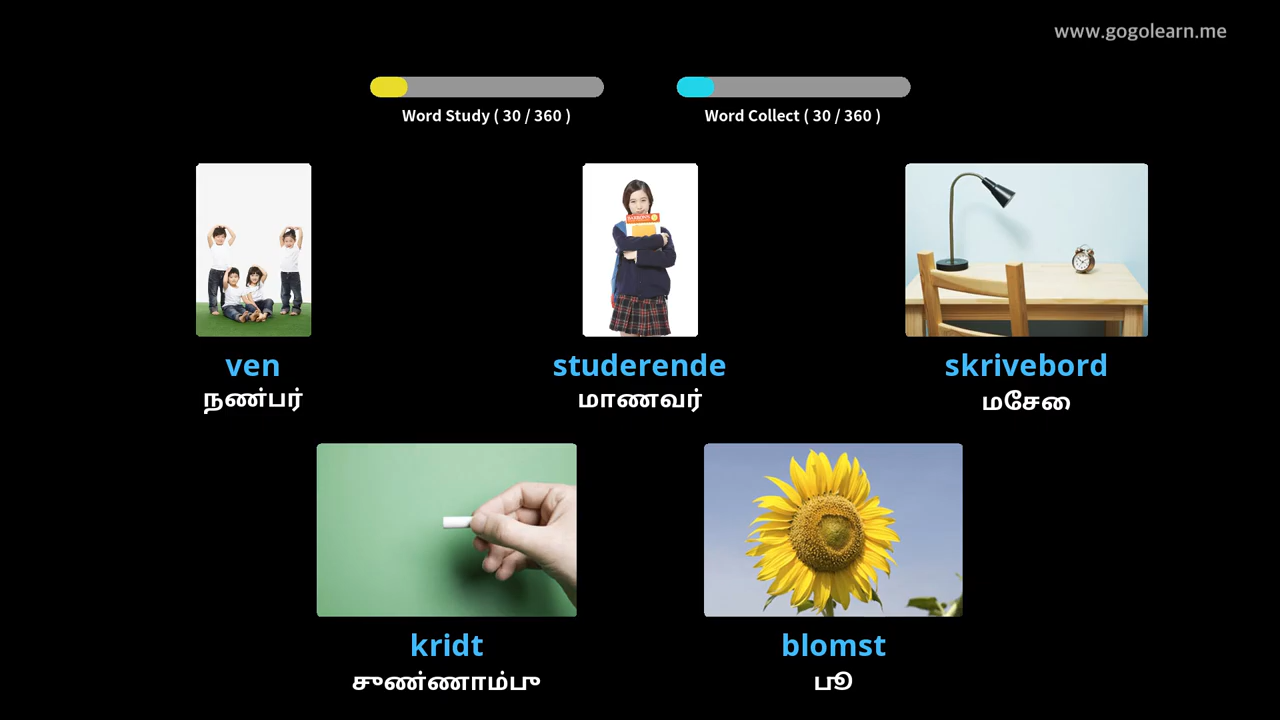 www.gogolearn.me
Word Study ( 30 / 360 )
Word Collect ( 30 / 360 )
ven
studerende
skrivebord
நண்பர்
மாணவர்
மசேை
kridt
blomst
சுண்ணாம்பு
பூ